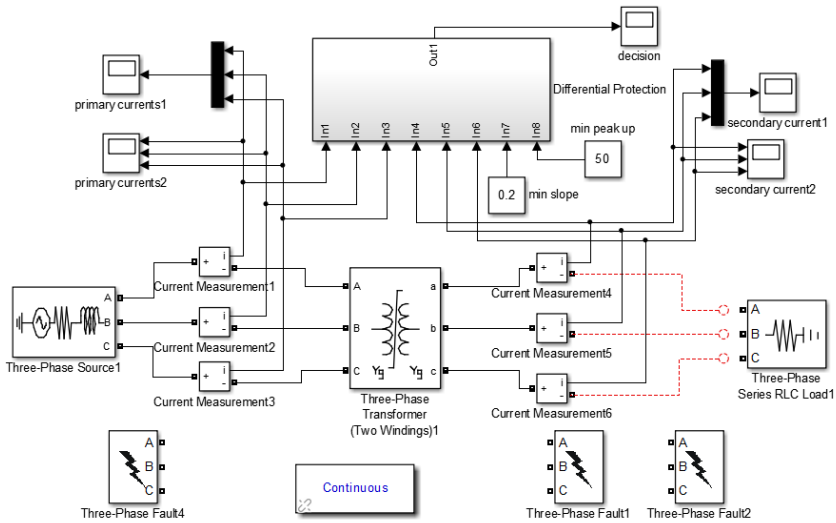 decision
Out1
Differential Protection
In1
In2
In3
In4
In5
In6
In7
In8
primary currents1
primary currents2
min peak up
50
0.2
min slope
secondary current1
secondary current2
A
B
C
Three-Phase Source1
+
i
-
Current Measurement1
+
i
-
Current Measurement2
+
i
-
Current Measurement3
A
B
C
a
b
c
Yg
Yg
Three-Phase
Transformer
(Two Windings)1
+
i
-
Current Measurement4
+
i
-
Current Measurement5
+
i
-
Current Measurement6
A
B
C
Three-Phase
Series RLC Load1
A
B
C
Three-Phase Fault4
Continuous
A
B
C
Three-Phase Fault1
A
B
C
Three-Phase Fault2